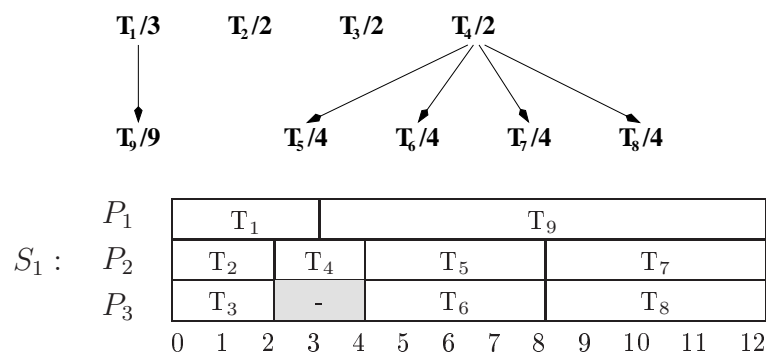 T₁/3 T₂/2 T₃/2 T₄/2
T₉/9 T₅/4 T₆/4 T₇/4 T₈/4
P₁ T₁ T₉
S₁ : P₂ T₂ T₄ T₅ T₇
P₃ T₃ - T₆ T₈
0 1 2 3 4 5 6 7 8 9 10 11 12